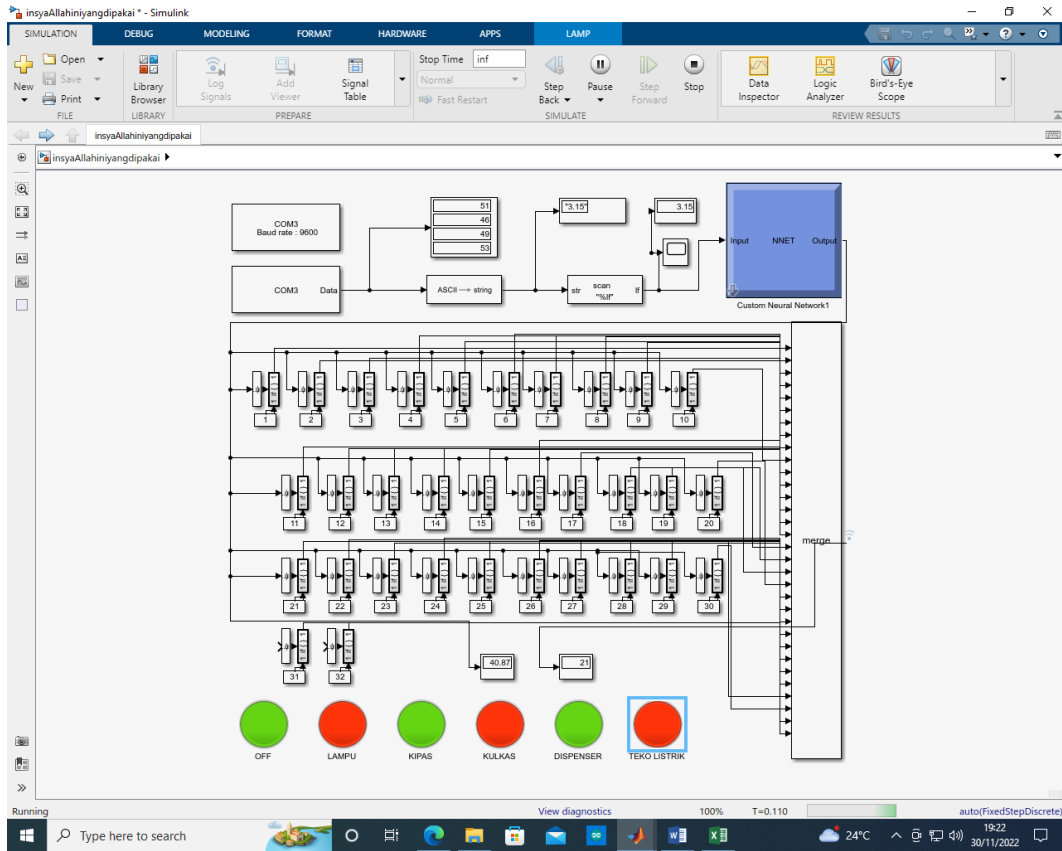 insyaAllahiniyangdipakai * - Simulink
SIMULATION DEBUG MODELING FORMAT HARDWARE APPS LAMP
New
Open
Save
Print
FILE
Library Browser
LIBRARY
Log Signals
Add Viewer
Signal Table
PREPARE
Stop Time inf
Normal
Fast Restart
Step Back
Pause
Step Forward
Stop
SIMULATE
Data Inspector
Logic Analyzer
Bird's-Eye Scope
REVIEW RESULTS
insyaAllahiniyangdipakai
insyaAllahiniyangdipakai
COM3
Baud rate : 9600
51
46
49
53
"3.15"
3.15
COM3 Data
ASCII → string
str scan "%lf" lf
Input NNET Output
Custom Neural Network1
1 2 3 4 5 6 7 8 9 10
11 12 13 14 15 16 17 18 19 20
merge
21 22 23 24 25 26 27 28 29 30
31 32
40.87
21
OFF LAMPU KIPAS KULKAS DISPENSER TEKO LISTRIK
Running View diagnostics 100% T=0.110 auto(FixedStepDiscrete)
Type here to search
24°C
19:22
30/11/2022